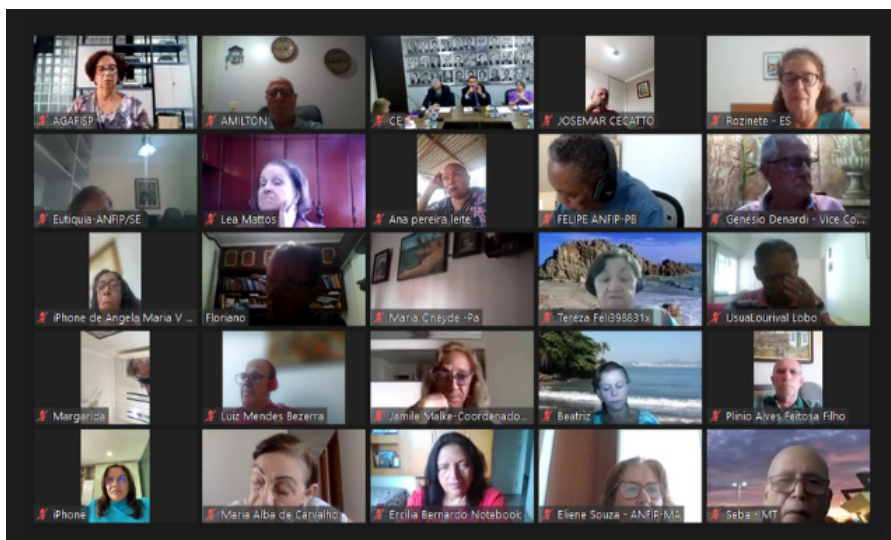 AGAFISP
AMILTON
CE
JOSEMAR CECATTO
Rozinete - ES
Eutiquia-ANFIP/SE
Lea Mattos
Ana pereira leite
FELIPE ANFIP-PB
Genésio Denardi - Vice Co...
iPhone de Angela Maria V ...
Floriano
Maria Oneyde -Pa
Tereza Feli398831x
UsuaLourival Lobo
Margarida
Luiz Mendes Bezerra
Jamile Malke-Coordenado...
Beatriz
Plinio Alves Feitosa Filho
iPhone
Maria Alba de Carvalho
Ercília Bernardo Notebook
Eliene Souza - ANFIP-MA
Seba - MT